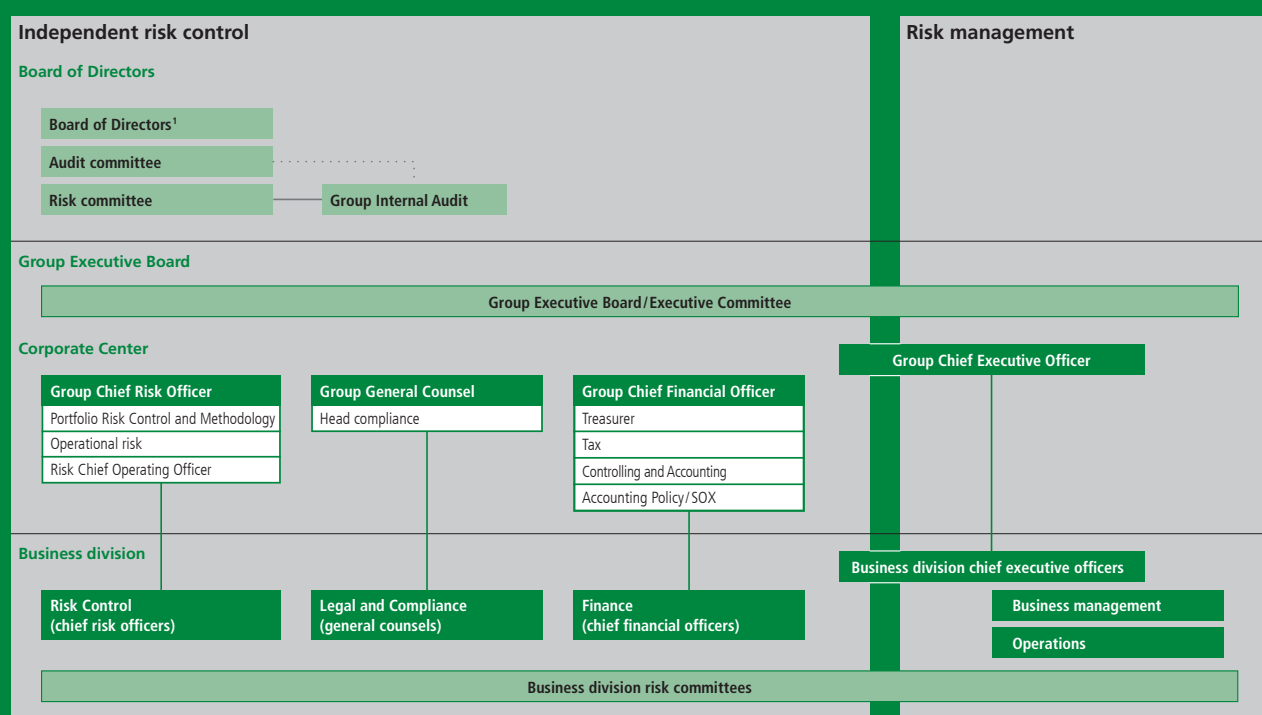 Independent risk control
Risk management
Board of Directors
Board of Directors¹
Audit committee
Risk committee
Group Internal Audit
Group Executive Board
Group Executive Board/Executive Committee
Corporate Center
Group Chief Executive Officer
Group Chief Risk Officer
Portfolio Risk Control and Methodology
Operational risk
Risk Chief Operating Officer
Group General Counsel
Head compliance
Group Chief Financial Officer
Treasurer
Tax
Controlling and Accounting
Accounting Policy/SOX
Business division
Business division chief executive officers
Risk Control
(chief risk officers)
Legal and Compliance
(general counsels)
Finance
(chief financial officers)
Business management
Operations
Business division risk committees